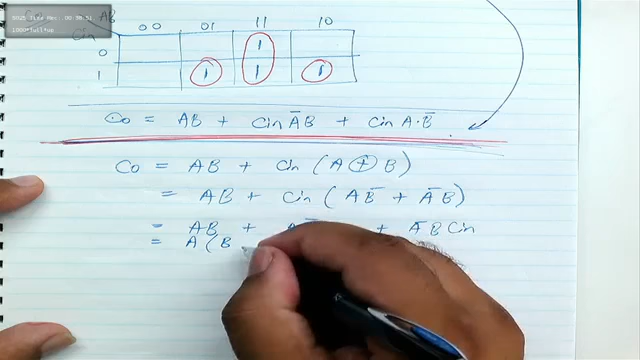 AB 00 01 11 10
Cin 0 1
1 1 1 1
Co = AB + Cin A̅B + Cin A·B̅
Co = AB + Cin (A ⊕ B)
= AB + Cin (AB̅ + A̅B)
= AB + + A̅B Cin
= A (B